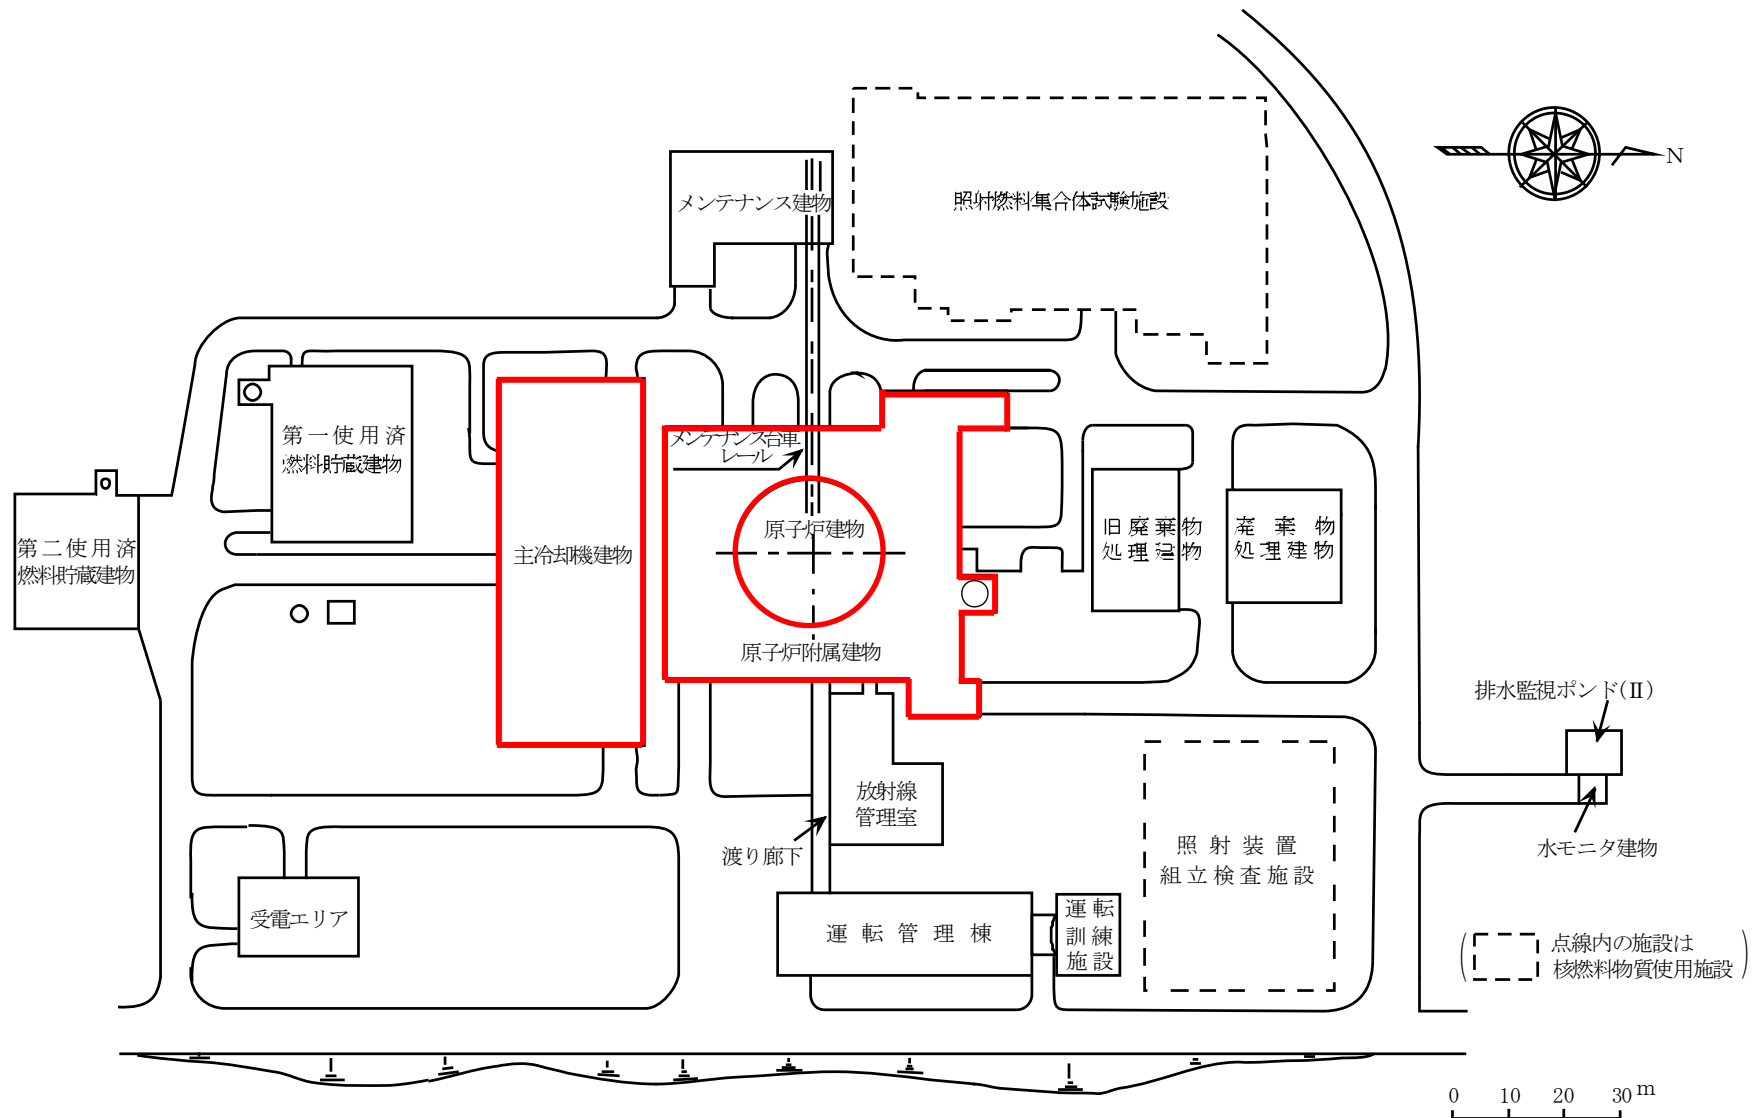 N
メンテナンス建物
照射燃料集合体試験施設
第一使用済
燃料貯蔵建物
メンテナンス台車
レール
第二使用済
燃料貯蔵建物
主冷却機建物
原子炉建物
旧廃棄物
処理建物
廃棄物
処理建物
原子炉附属建物
排水監視ポンド(Ⅱ)
放射線
管理室
渡り廊下
照射装置
組立検査施設
水モニタ建物
受電エリア
運転管理棟
運転
訓練
施設
点線内の施設は
核燃料物質使用施設
0 10 20 30 m